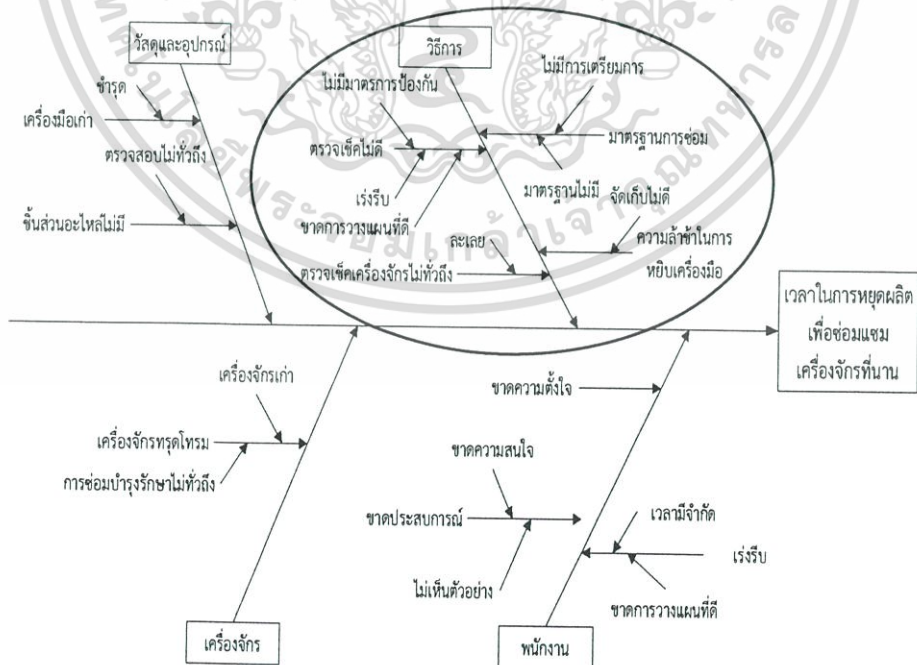 วัสดุและอุปกรณ์
วิธีการ
ชำรุด
เครื่องมือเก่า
ตรวจสอบไม่ทั่วถึง
ชิ้นส่วนอะไหล่ไม่มี
ไม่มีมาตรการป้องกัน
ตรวจเช็คไม่ดี
เร่งรีบ
ขาดการวางแผนที่ดี
ไม่มีการเตรียมการ
มาตรฐานการซ่อม
มาตรฐานไม่มี
จัดเก็บไม่ดี
ละเลย
ตรวจเช็คเครื่องจักรไม่ทั่วถึง
ความล่าช้าในการ
หยิบเครื่องมือ
เวลาในการหยุดผลิต
เพื่อซ่อมแซม
เครื่องจักรที่นาน
เครื่องจักรเก่า
เครื่องจักรทรุดโทรม
การซ่อมบำรุงรักษาไม่ทั่วถึง
ขาดความตั้งใจ
ขาดความสนใจ
ขาดประสบการณ์
ไม่เห็นตัวอย่าง
เวลามีจำกัด
เร่งรีบ
ขาดการวางแผนที่ดี
เครื่องจักร
พนักงาน
พระจอมเกล้าเจ้าคุณทหาร